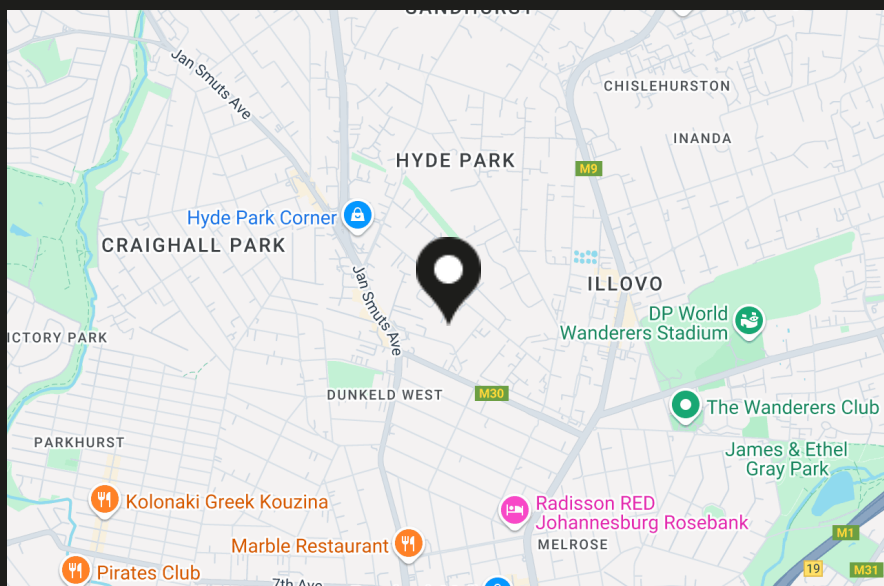 SANDHURST
Jan Smuts Ave
CHISLEHURSTON
INANDA
HYDE PARK
M9
Hyde Park Corner
CRAIGHALL PARK
Jan Smuts Ave
ILLOVO
DP World
Wanderers Stadium
ICTORY PARK
DUNKELD WEST
M30
The Wanderers Club
PARKHURST
James & Ethel
Gray Park
Kolonaki Greek Kouzina
Radisson RED
Johannesburg Rosebank
Marble Restaurant
MELROSE
M1
19
M31
Pirates Club
7th Ave